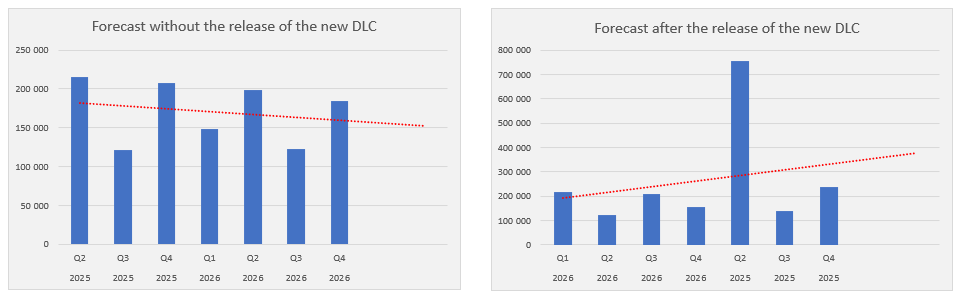 Forecast without the release of the new DLC
250 000
200 000
150 000
100 000
50 000
0
Q2 Q3 Q4 Q1 Q2 Q3 Q4
2025 2025 2025 2026 2026 2026 2026
Forecast after the release of the new DLC
800 000
700 000
600 000
500 000
400 000
300 000
200 000
100 000
0
Q1 Q2 Q3 Q4 Q2 Q3 Q4
2026 2026 2026 2026 2025 2025 2025